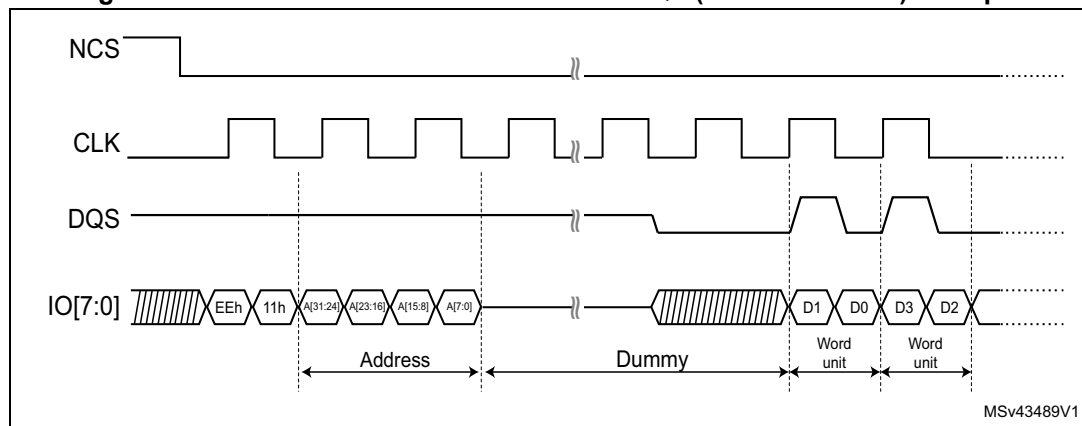 NCS
CLK
DQS
IO[7:0]
EEh 11h A[31:24] A[23:16] A[15:8] A[7:0] D1 D0 D3 D2
Address Dummy Word unit Word unit
MSv43489V1